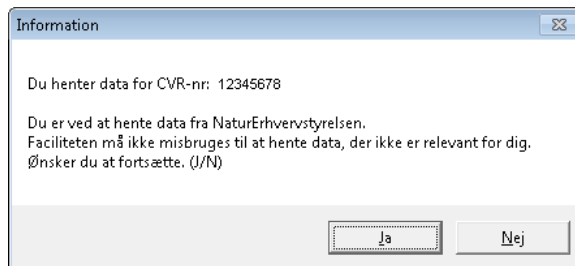 Information
Du henter data for CVR-nr: 12345678
Du er ved at hente data fra NaturErhvervstyrelsen.
Faciliteten må ikke misbruges til at hente data, der ikke er relevant for dig.
Ønsker du at fortsætte. (J/N)
Ja
Nej